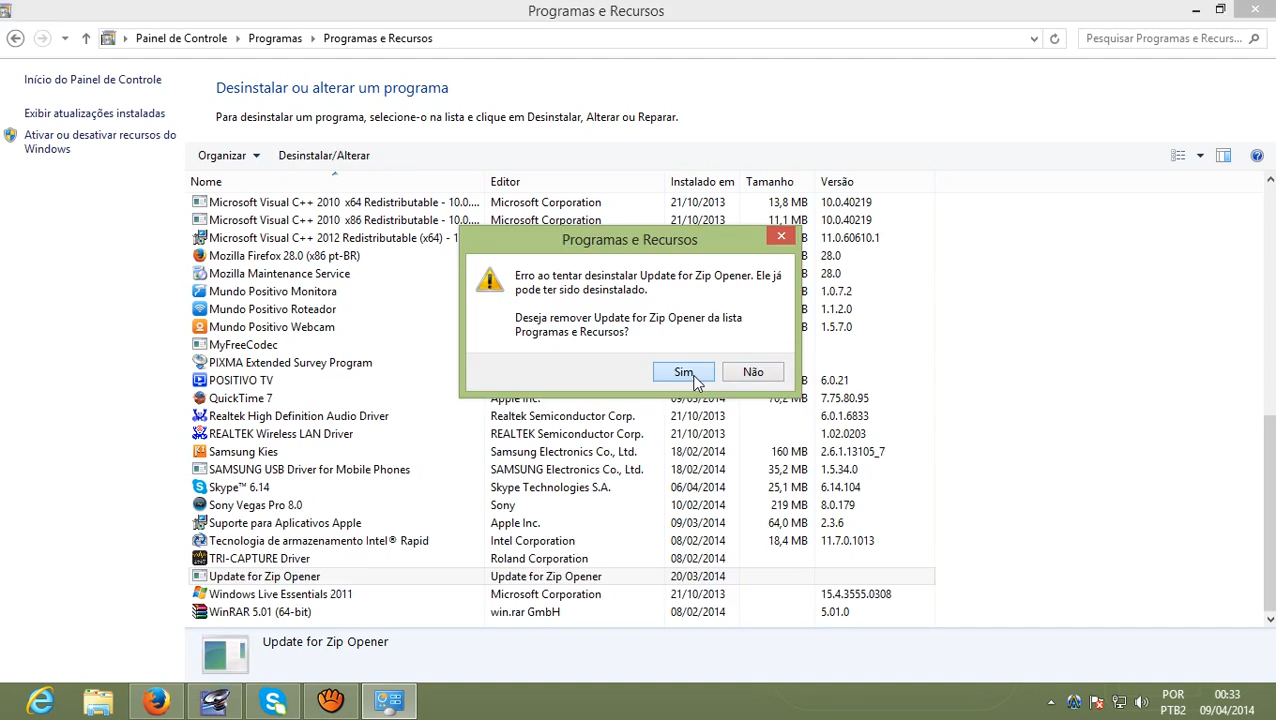 Programas e Recursos
Painel de Controle Programas Programas e Recursos Pesquisar Programas e Recurs...
Início do Painel de Controle
Exibir atualizações instaladas
Ativar ou desativar recursos do
Windows
Desinstalar ou alterar um programa
Para desinstalar um programa, selecione-o na lista e clique em Desinstalar, Alterar ou Reparar.
Organizar Desinstalar/Alterar
Nome Editor Instalado em Tamanho Versão
Microsoft Visual C++ 2010 x64 Redistributable - 10.0.... Microsoft Corporation 21/10/2013 13,8 MB 10.0.40219
Microsoft Visual C++ 2010 x86 Redistributable - 10.0.... Microsoft Corporation 21/10/2013 11,1 MB 10.0.40219
Microsoft Visual C++ 2012 Redistributable (x64) - 1 11.0.60610.1
Mozilla Firefox 28.0 (x86 pt-BR) 28.0
Mozilla Maintenance Service 28.0
Mundo Positivo Monitora 1.0.7.2
Mundo Positivo Roteador 1.1.2.0
Mundo Positivo Webcam 1.5.7.0
MyFreeCodec
PIXMA Extended Survey Program
POSITIVO TV MB 6.0.21
QuickTime 7 Apple Inc. 09/03/2014 70,2 MB 7.75.80.95
Realtek High Definition Audio Driver Realtek Semiconductor Corp. 21/10/2013 6.0.1.6833
REALTEK Wireless LAN Driver REALTEK Semiconductor Corp. 21/10/2013 1.02.0203
Samsung Kies Samsung Electronics Co., Ltd. 18/02/2014 160 MB 2.6.1.13105_7
SAMSUNG USB Driver for Mobile Phones SAMSUNG Electronics Co., Ltd. 18/02/2014 35,2 MB 1.5.34.0
Skype™ 6.14 Skype Technologies S.A. 06/04/2014 25,1 MB 6.14.104
Sony Vegas Pro 8.0 Sony 10/02/2014 219 MB 8.0.179
Suporte para Aplicativos Apple Apple Inc. 09/03/2014 64,0 MB 2.3.6
Tecnologia de armazenamento Intel® Rapid Intel Corporation 08/02/2014 18,4 MB 11.7.0.1013
TRI-CAPTURE Driver Roland Corporation 08/02/2014
Update for Zip Opener Update for Zip Opener 20/03/2014
Windows Live Essentials 2011 Microsoft Corporation 21/10/2013 15.4.3555.0308
WinRAR 5.01 (64-bit) win.rar GmbH 08/02/2014 5.01.0
Programas e Recursos
Erro ao tentar desinstalar Update for Zip Opener. Ele já
pode ter sido desinstalado.
Deseja remover Update for Zip Opener da lista
Programas e Recursos?
Sim Não
Update for Zip Opener
POR 00:33
PTB2 09/04/2014